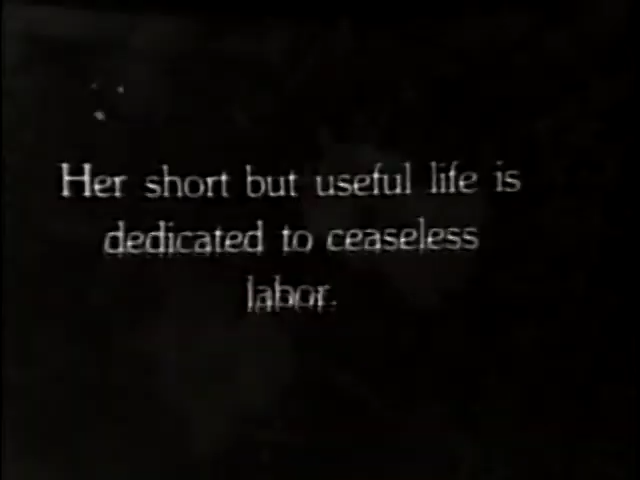 Her short but useful life is
dedicated to ceaseless
labor.